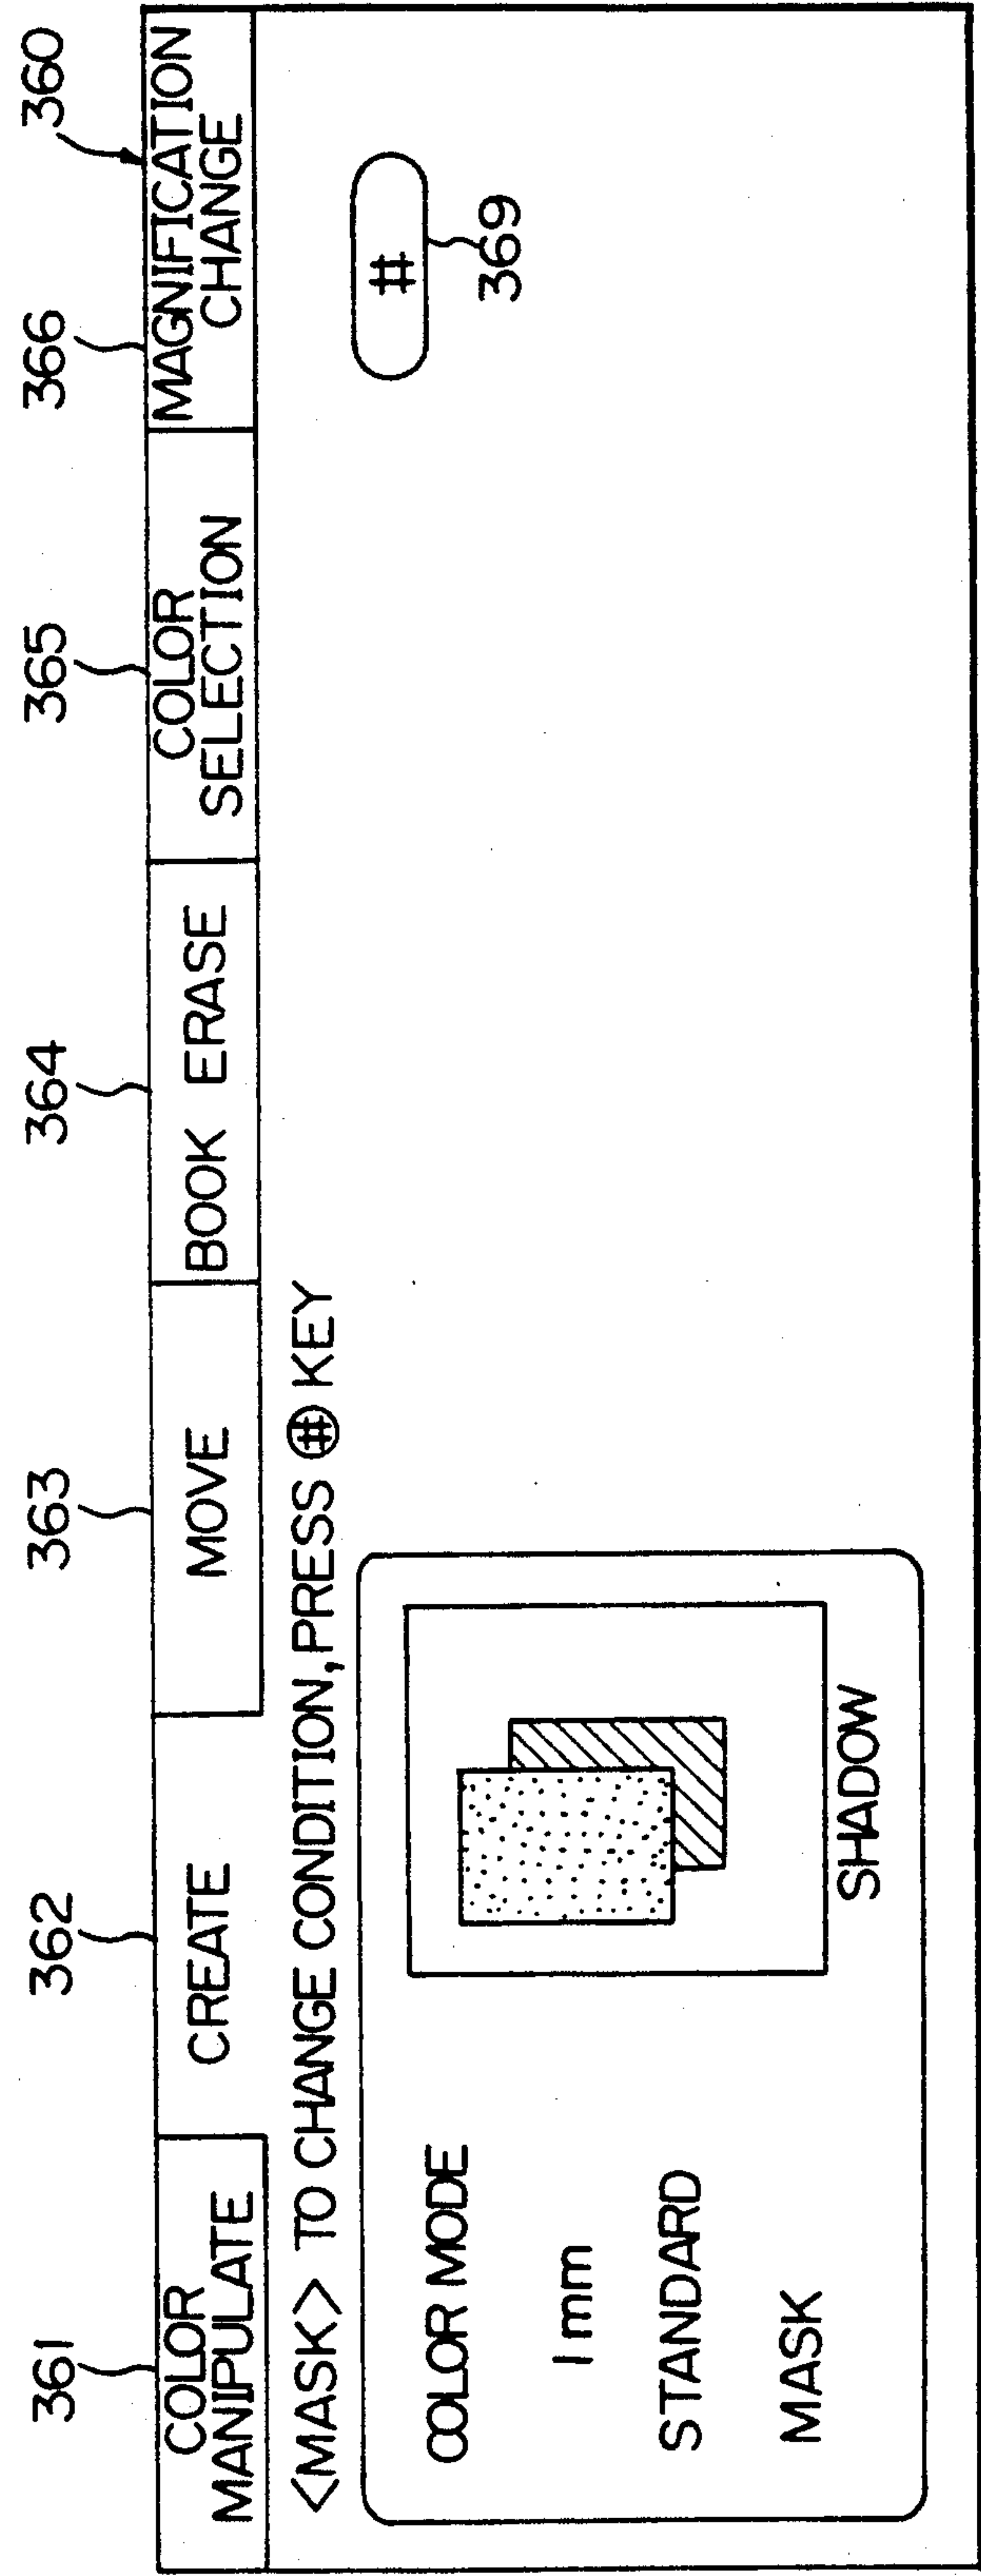 361
362
363
364
365
366
360
COLOR
MANIPULATE
CREATE
MOVE
BOOK ERASE
COLOR
SELECTION
MAGNIFICATION
CHANGE
<MASK> TO CHANGE CONDITION, PRESS # KEY
#
369
COLOR MODE
1mm
STANDARD
MASK
SHADOW